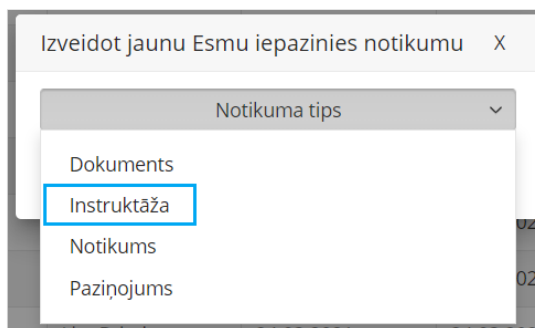 Izveidot jaunu Esmu iepazinies notikumu X
Notikuma tips
Dokuments
Instruktāža
Notikums
Paziņojums